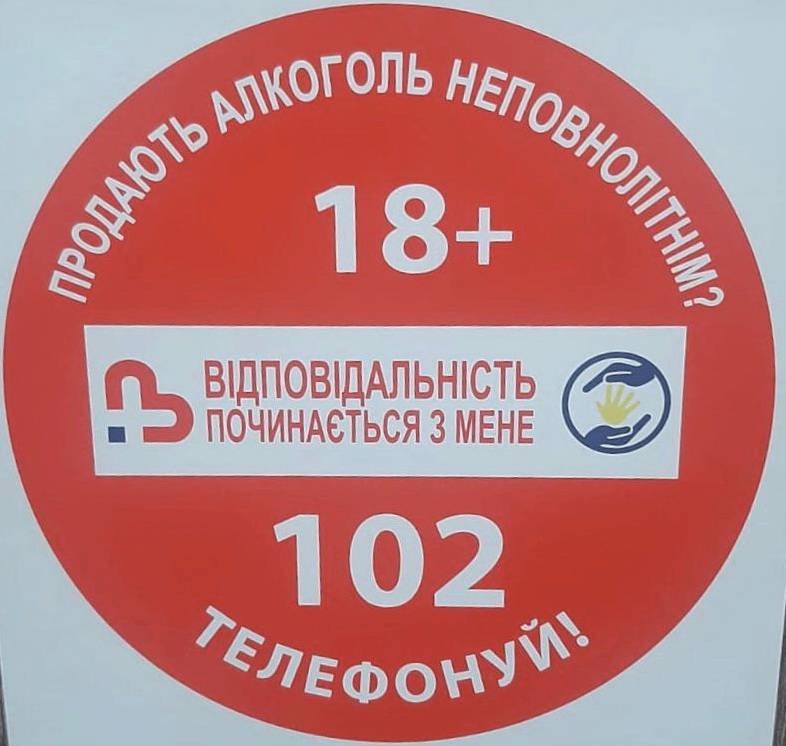 ПРОДАЮТЬ АЛКОГОЛЬ НЕПОВНОЛІТНІМ?
18+
ВІДПОВІДАЛЬНІСТЬ
ПОЧИНАЄТЬСЯ З МЕНЕ
102
ТЕЛЕФОНУЙ!